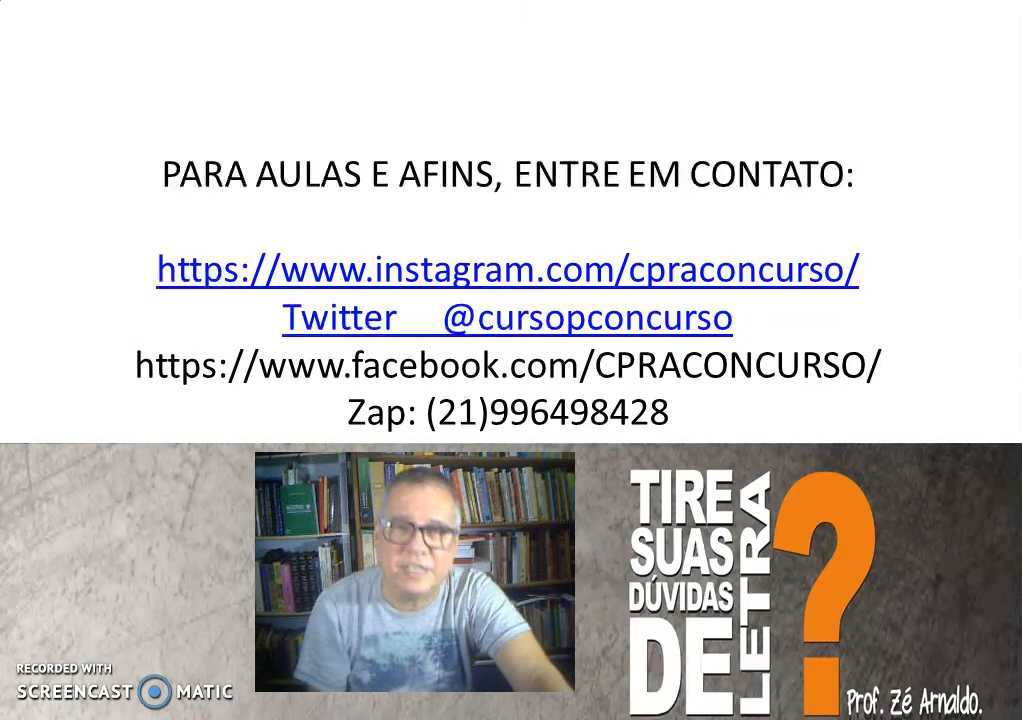 PARA AULAS E AFINS, ENTRE EM CONTATO:
https://www.instagram.com/cpraconcurso/
Twitter @cursopconcurso
https://www.facebook.com/CPRACONCURSO/
Zap: (21)996498428
TIRE
SUAS
DÚVIDAS
DE
LETRA
?
Prof. Zé Arnaldo.
RECORDED WITH
SCREENCAST MATIC